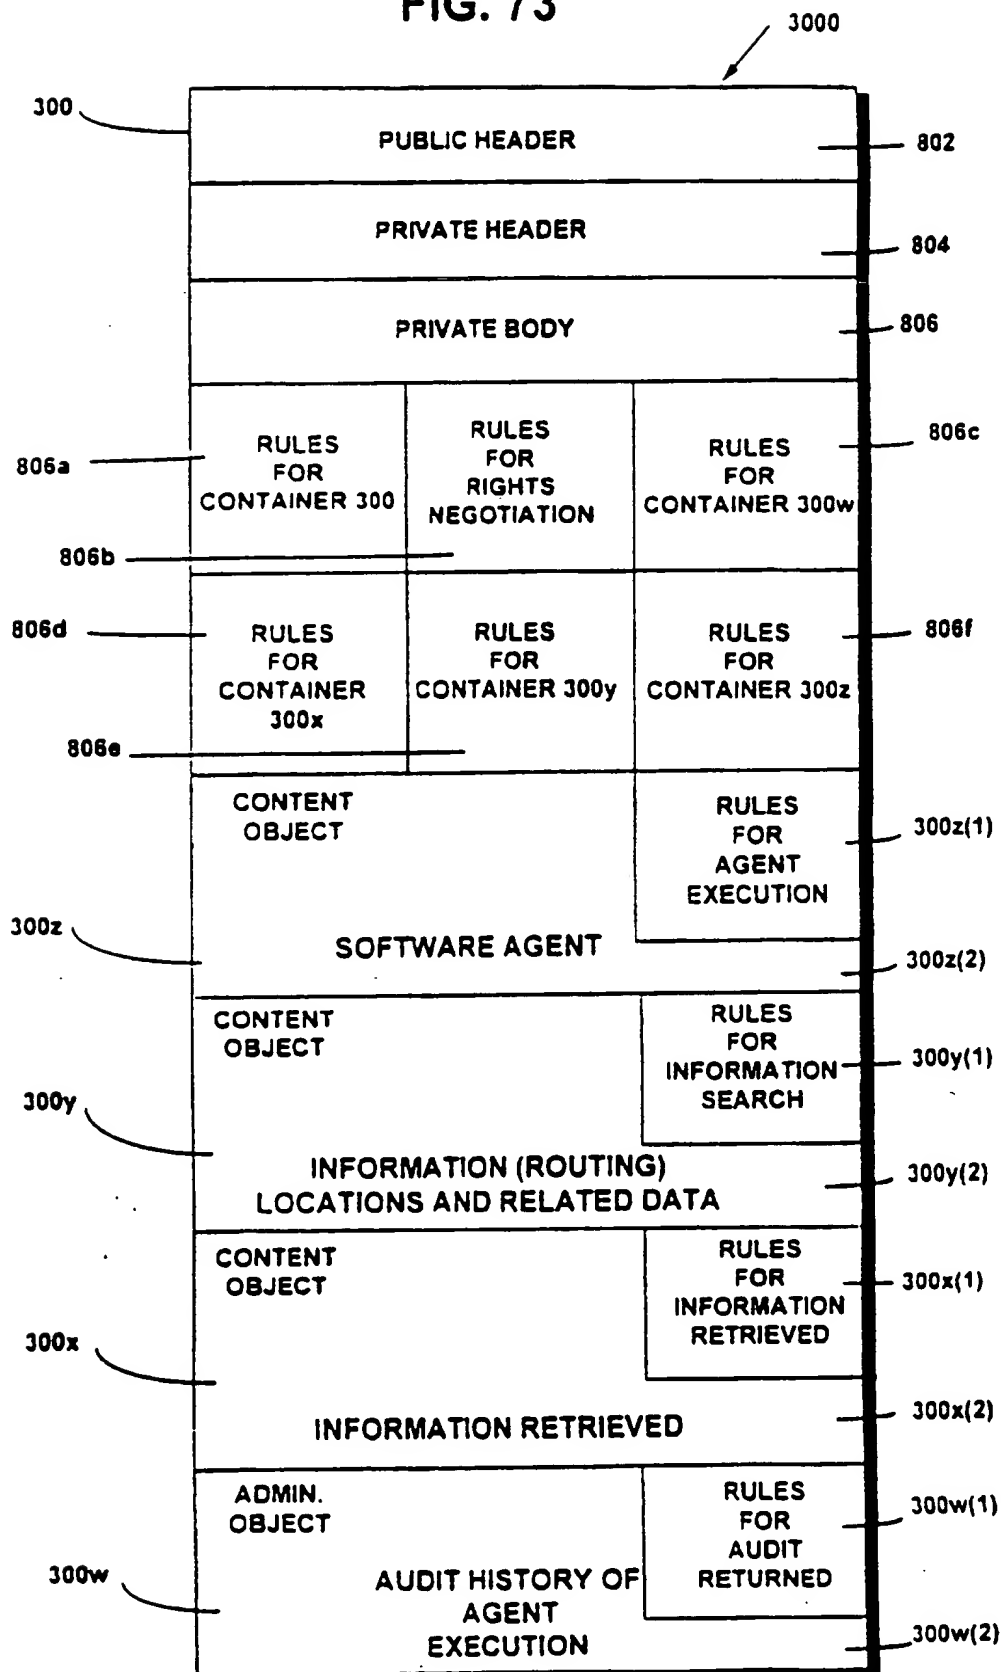 FIG. 73
3000
300
PUBLIC HEADER
802
PRIVATE HEADER
804
PRIVATE BODY
806
806a
RULES
FOR
CONTAINER 300
RULES
FOR
RIGHTS
NEGOTIATION
RULES
FOR
CONTAINER 300w
806c
806b
806d
RULES
FOR
CONTAINER
300x
RULES
FOR
CONTAINER 300y
RULES
FOR
CONTAINER 300z
806f
806e
CONTENT
OBJECT
RULES
FOR
AGENT
EXECUTION
300z(1)
300z
SOFTWARE AGENT
300z(2)
CONTENT
OBJECT
RULES
FOR
INFORMATION
SEARCH
300y(1)
300y
INFORMATION (ROUTING)
LOCATIONS AND RELATED DATA
300y(2)
CONTENT
OBJECT
RULES
FOR
INFORMATION
RETRIEVED
300x(1)
300x
INFORMATION RETRIEVED
300x(2)
ADMIN.
OBJECT
RULES
FOR
AUDIT
RETURNED
300w(1)
300w
AUDIT HISTORY OF
AGENT
EXECUTION
300w(2)